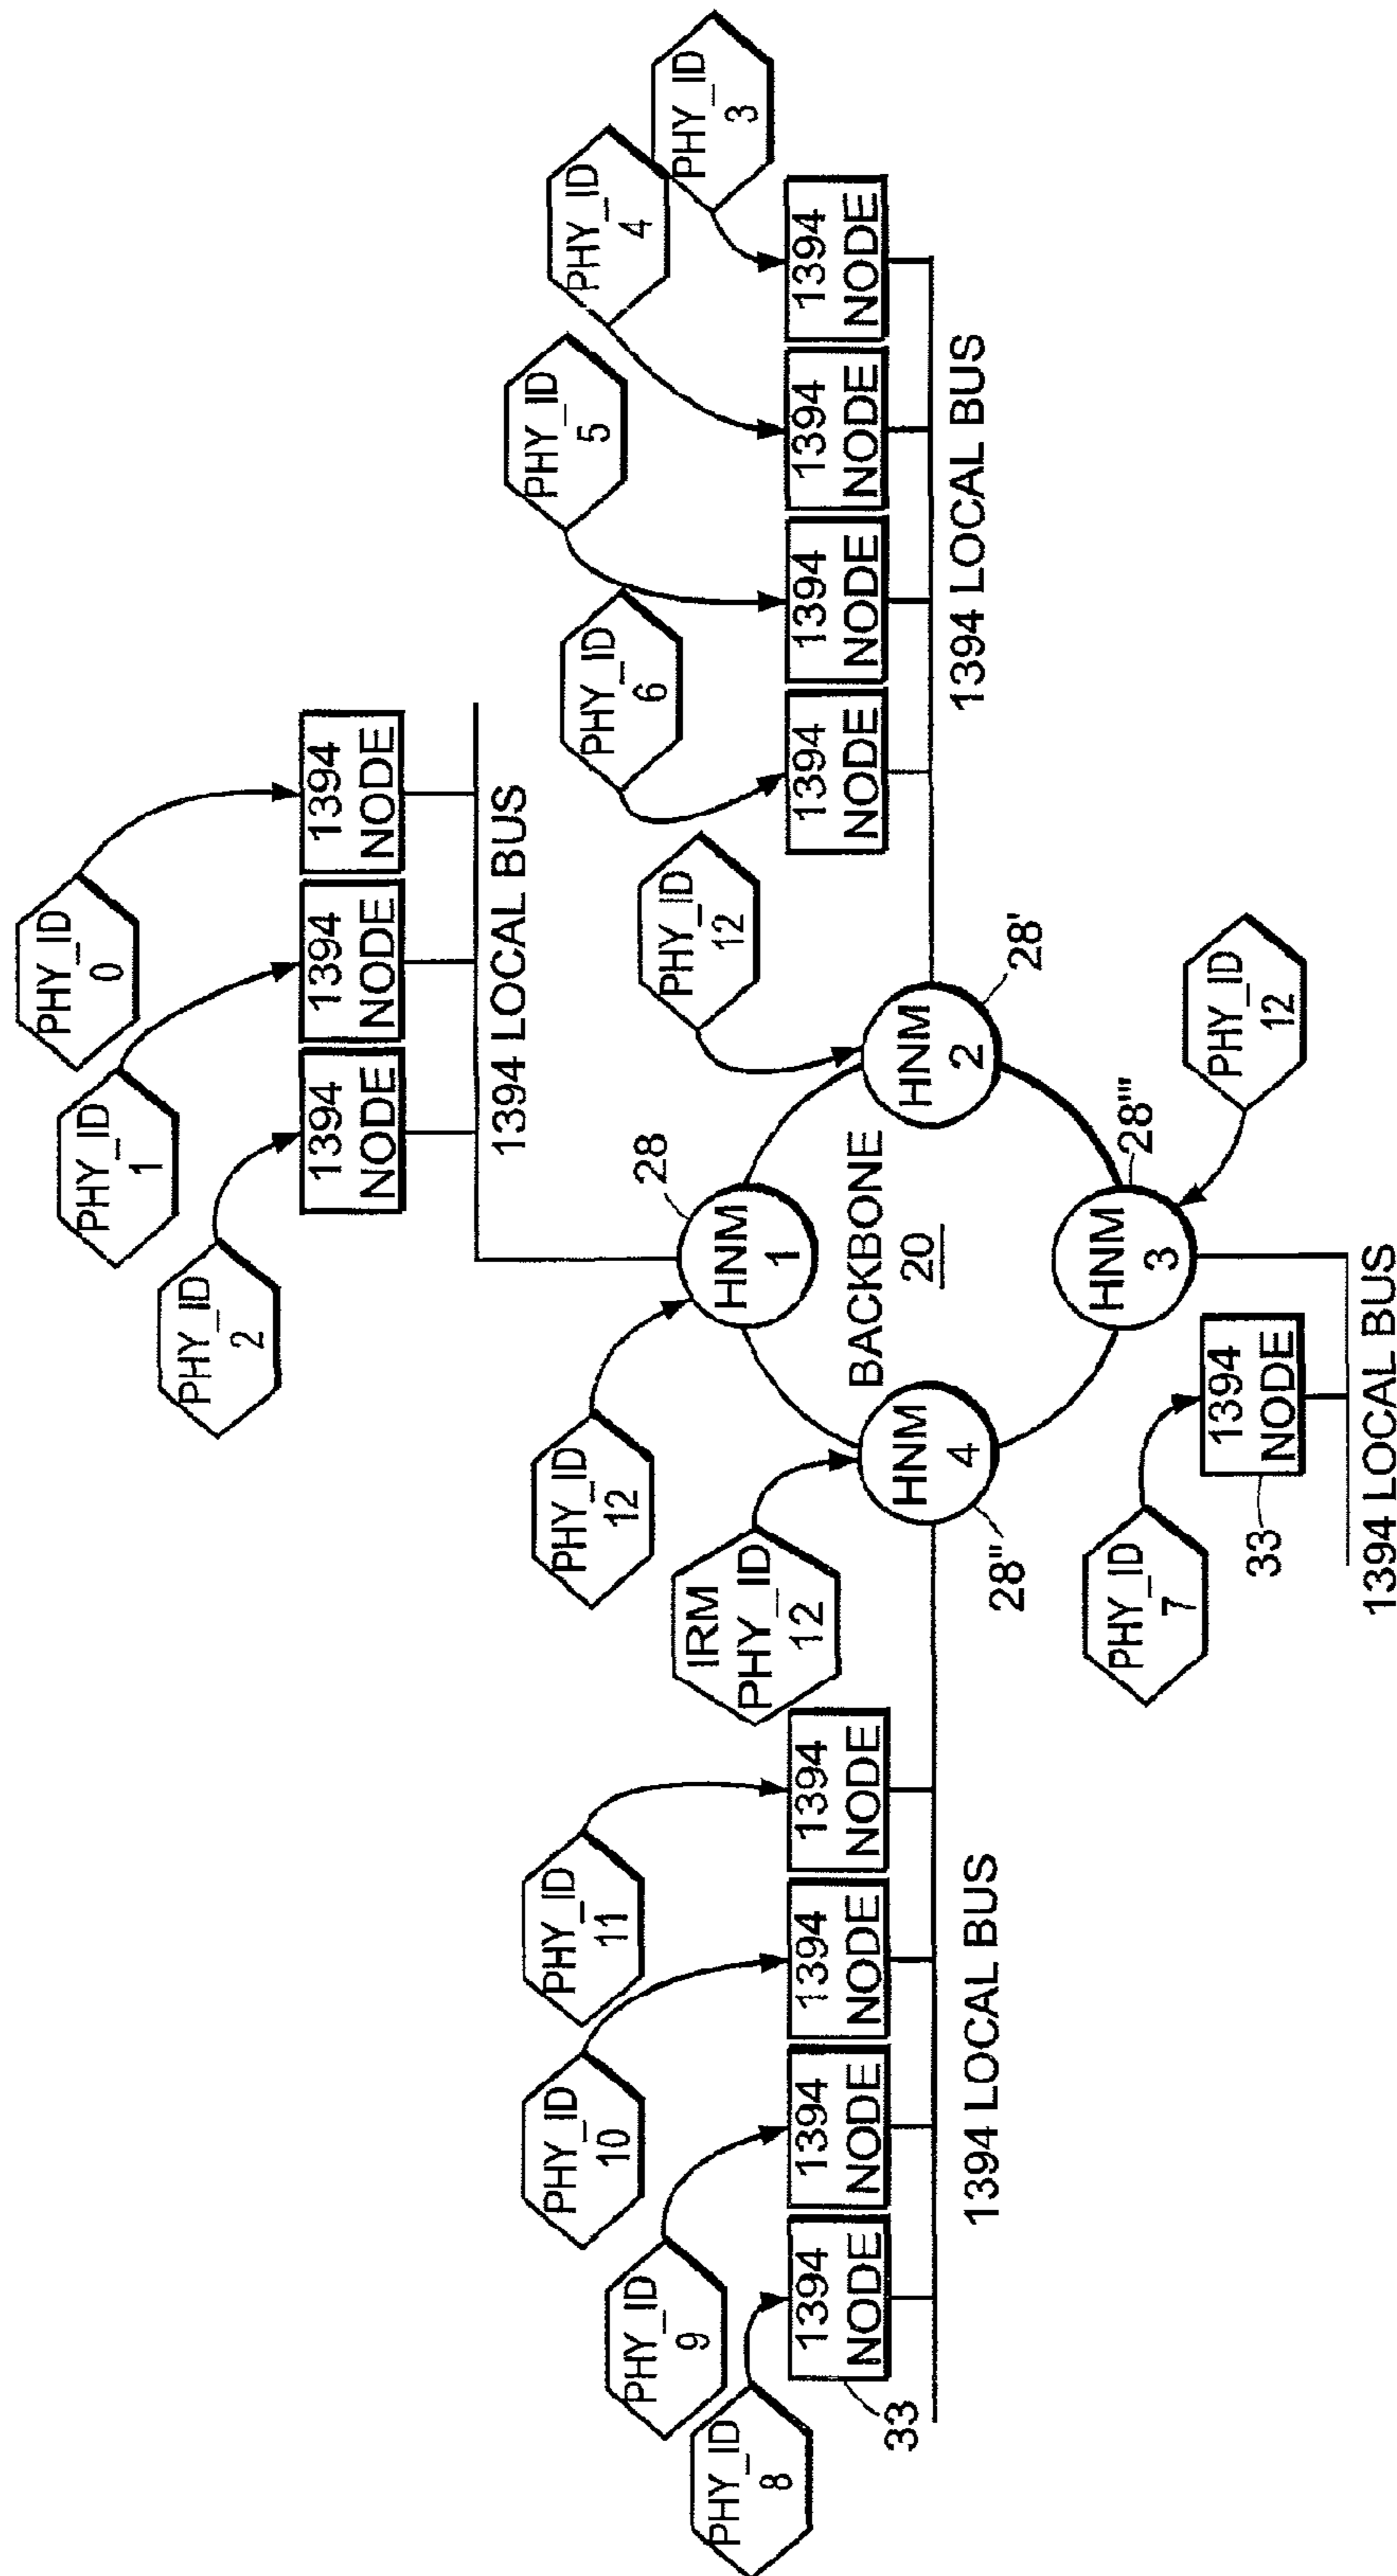 PHY_ID
0
PHY_ID
1
PHY_ID
2
1394
NODE
1394
NODE
1394
NODE
1394 LOCAL BUS
PHY_ID
3
PHY_ID
4
PHY_ID
5
PHY_ID
6
1394
NODE
1394
NODE
1394
NODE
1394
NODE
1394 LOCAL BUS
PHY_ID
12
HNM
1
28
PHY_ID
12
HNM
2
28'
BACKBONE
20
IRM
PHY_ID
12
HNM
4
28"
HNM
3
28"'
PHY_ID
12
PHY_ID
11
PHY_ID
10
PHY_ID
9
PHY_ID
8
1394
NODE
1394
NODE
1394
NODE
1394
NODE
33
1394 LOCAL BUS
PHY_ID
7
1394
NODE
33
1394 LOCAL BUS